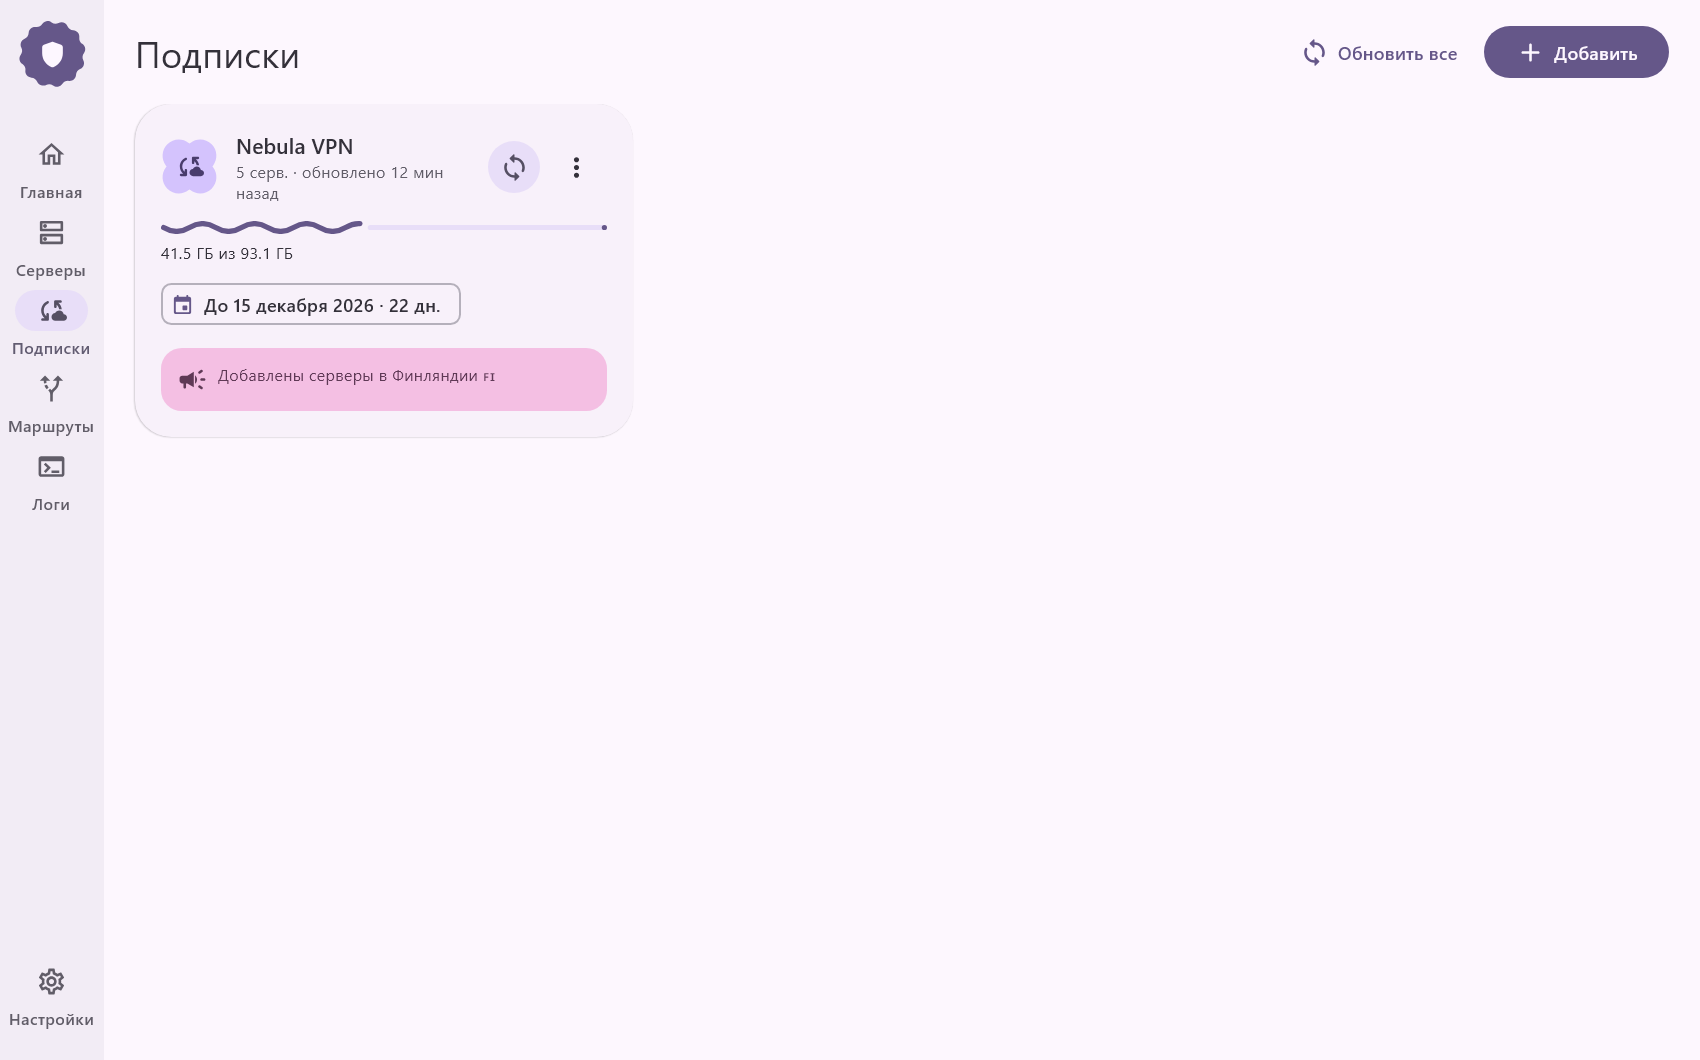 Подписки
Обновить все
Добавить
Главная
Серверы
Подписки
Маршруты
Логи
Настройки
Nebula VPN
5 серв. · обновлено 12 мин
назад
41.5 ГБ из 93.1 ГБ
До 15 декабря 2026 · 22 дн.
Добавлены серверы в Финляндии 🇫🇮